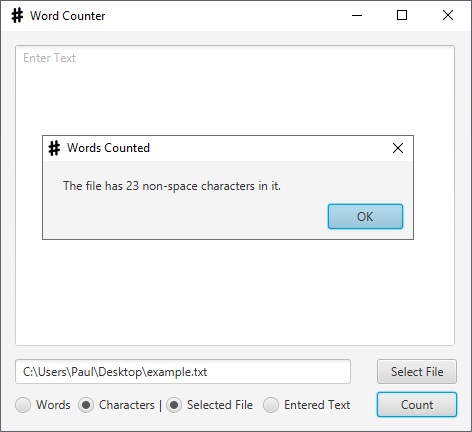 Word Counter
Enter Text
Words Counted
The file has 23 non-space characters in it.
OK
C:\Users\Paul\Desktop\example.txt
Select File
Words Characters | Selected File Entered Text
Count